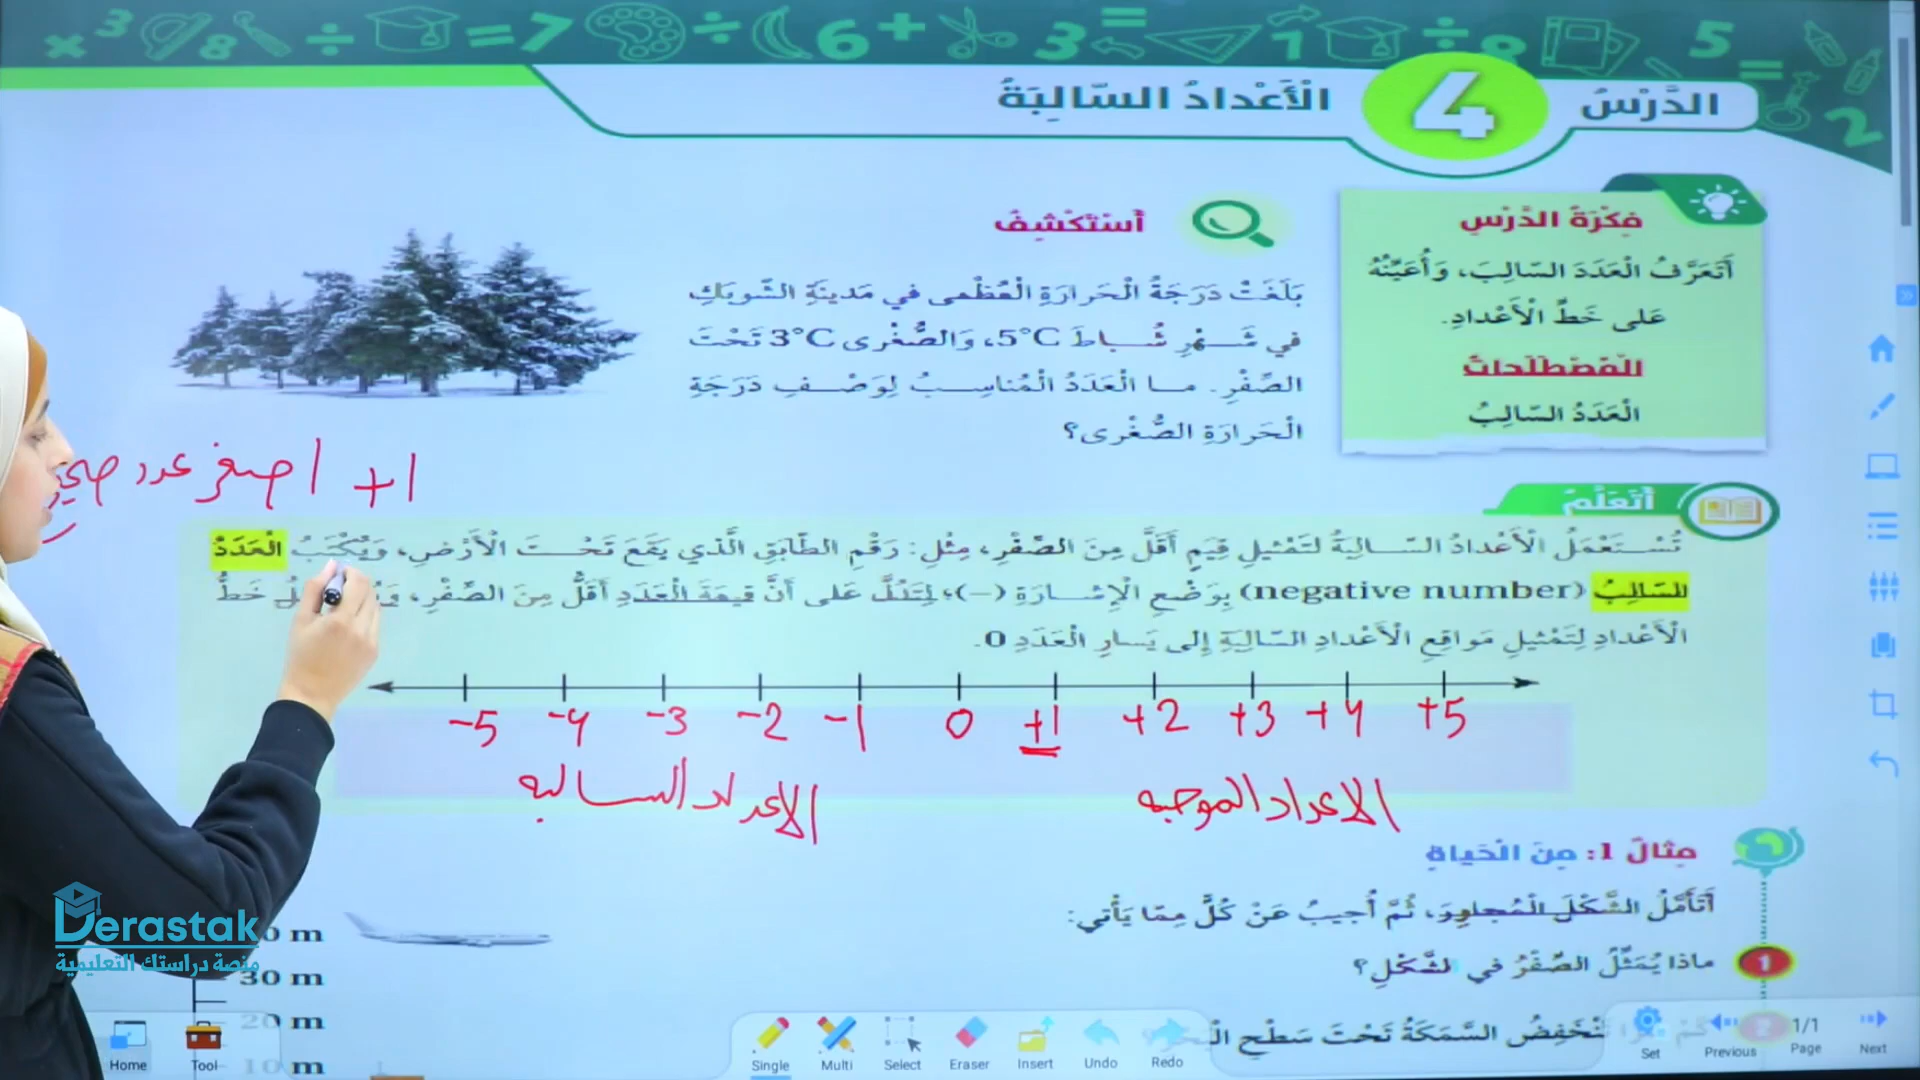 الدَّرْسُ 4 الْأَعْدادُ السّالِبَةُ
فِكْرَةُ الدَّرْسِ
أَتَعَرَّفُ الْعَدَدَ السّالِبَ، وَأُعَيِّنُهُ
عَلى خَطِّ الْأَعْدادِ.
الْمُصْطَلَحاتُ
الْعَدَدُ السّالِبُ
أَسْتَكْشِفُ
بَلَغَتْ دَرَجَةُ الْحَرارَةِ الْعُظْمى في مَدينَةِ الشّوبَكِ
في شَهْرِ شُباطَ 5°C، وَالصُّغْرى 3°C تَحْتَ
الصِّفْرِ. ما الْعَدَدُ الْمُناسِبُ لِوَصْفِ دَرَجَةِ
الْحَرارَةِ الصُّغْرى؟
+1 اصغر عدد
أَتَعَلَّمُ
تُسْتَعْمَلُ الْأَعْدادُ السّالِبَةُ لِتَمْثيلِ قِيَمٍ أَقَلَّ مِنَ الصِّفْرِ، مِثْلِ: رَقْمِ الطّابَقِ الَّذي يَقَعُ تَحْتَ الْأَرْضِ، وَيُكْتَبُ الْعَدَدُ
السّالِبُ (negative number) بِوَضْعِ الْإِشارَةِ (−)؛ لِتَدُلَّ عَلى أَنَّ قيمَةَ الْعَدَدِ أَقَلُّ مِنَ الصِّفْرِ، خَطُّ
الْأَعْدادِ لِتَمْثيلِ مَواقِعِ الْأَعْدادِ السّالِبَةِ إِلى يَسارِ الْعَدَدِ 0.
-5 -4 -3 -2 -1 0 +1 +2 +3 +4 +5
الاعداد الموجبه
الاعداد السالبه
مِثالٌ 1: مِنَ الْحَياةِ
أَتَأَمَّلُ الشَّكْلَ الْمُجاوِرَ، ثُمَّ أُجيبُ عَنْ كُلٍّ مِمّا يَأْتي:
1 ماذا يُمَثِّلُ الصِّفْرُ في الشَّكْلِ؟
2 تَنْخَفِضُ السَّمَكَةُ تَحْتَ سَطْحِ
0 m
30 m
20 m
10 m
Derastak
منصة دراستك التعليمية
Home Tool Single Multi Select Eraser Insert Undo Redo Set Previous 1/1 Page Next